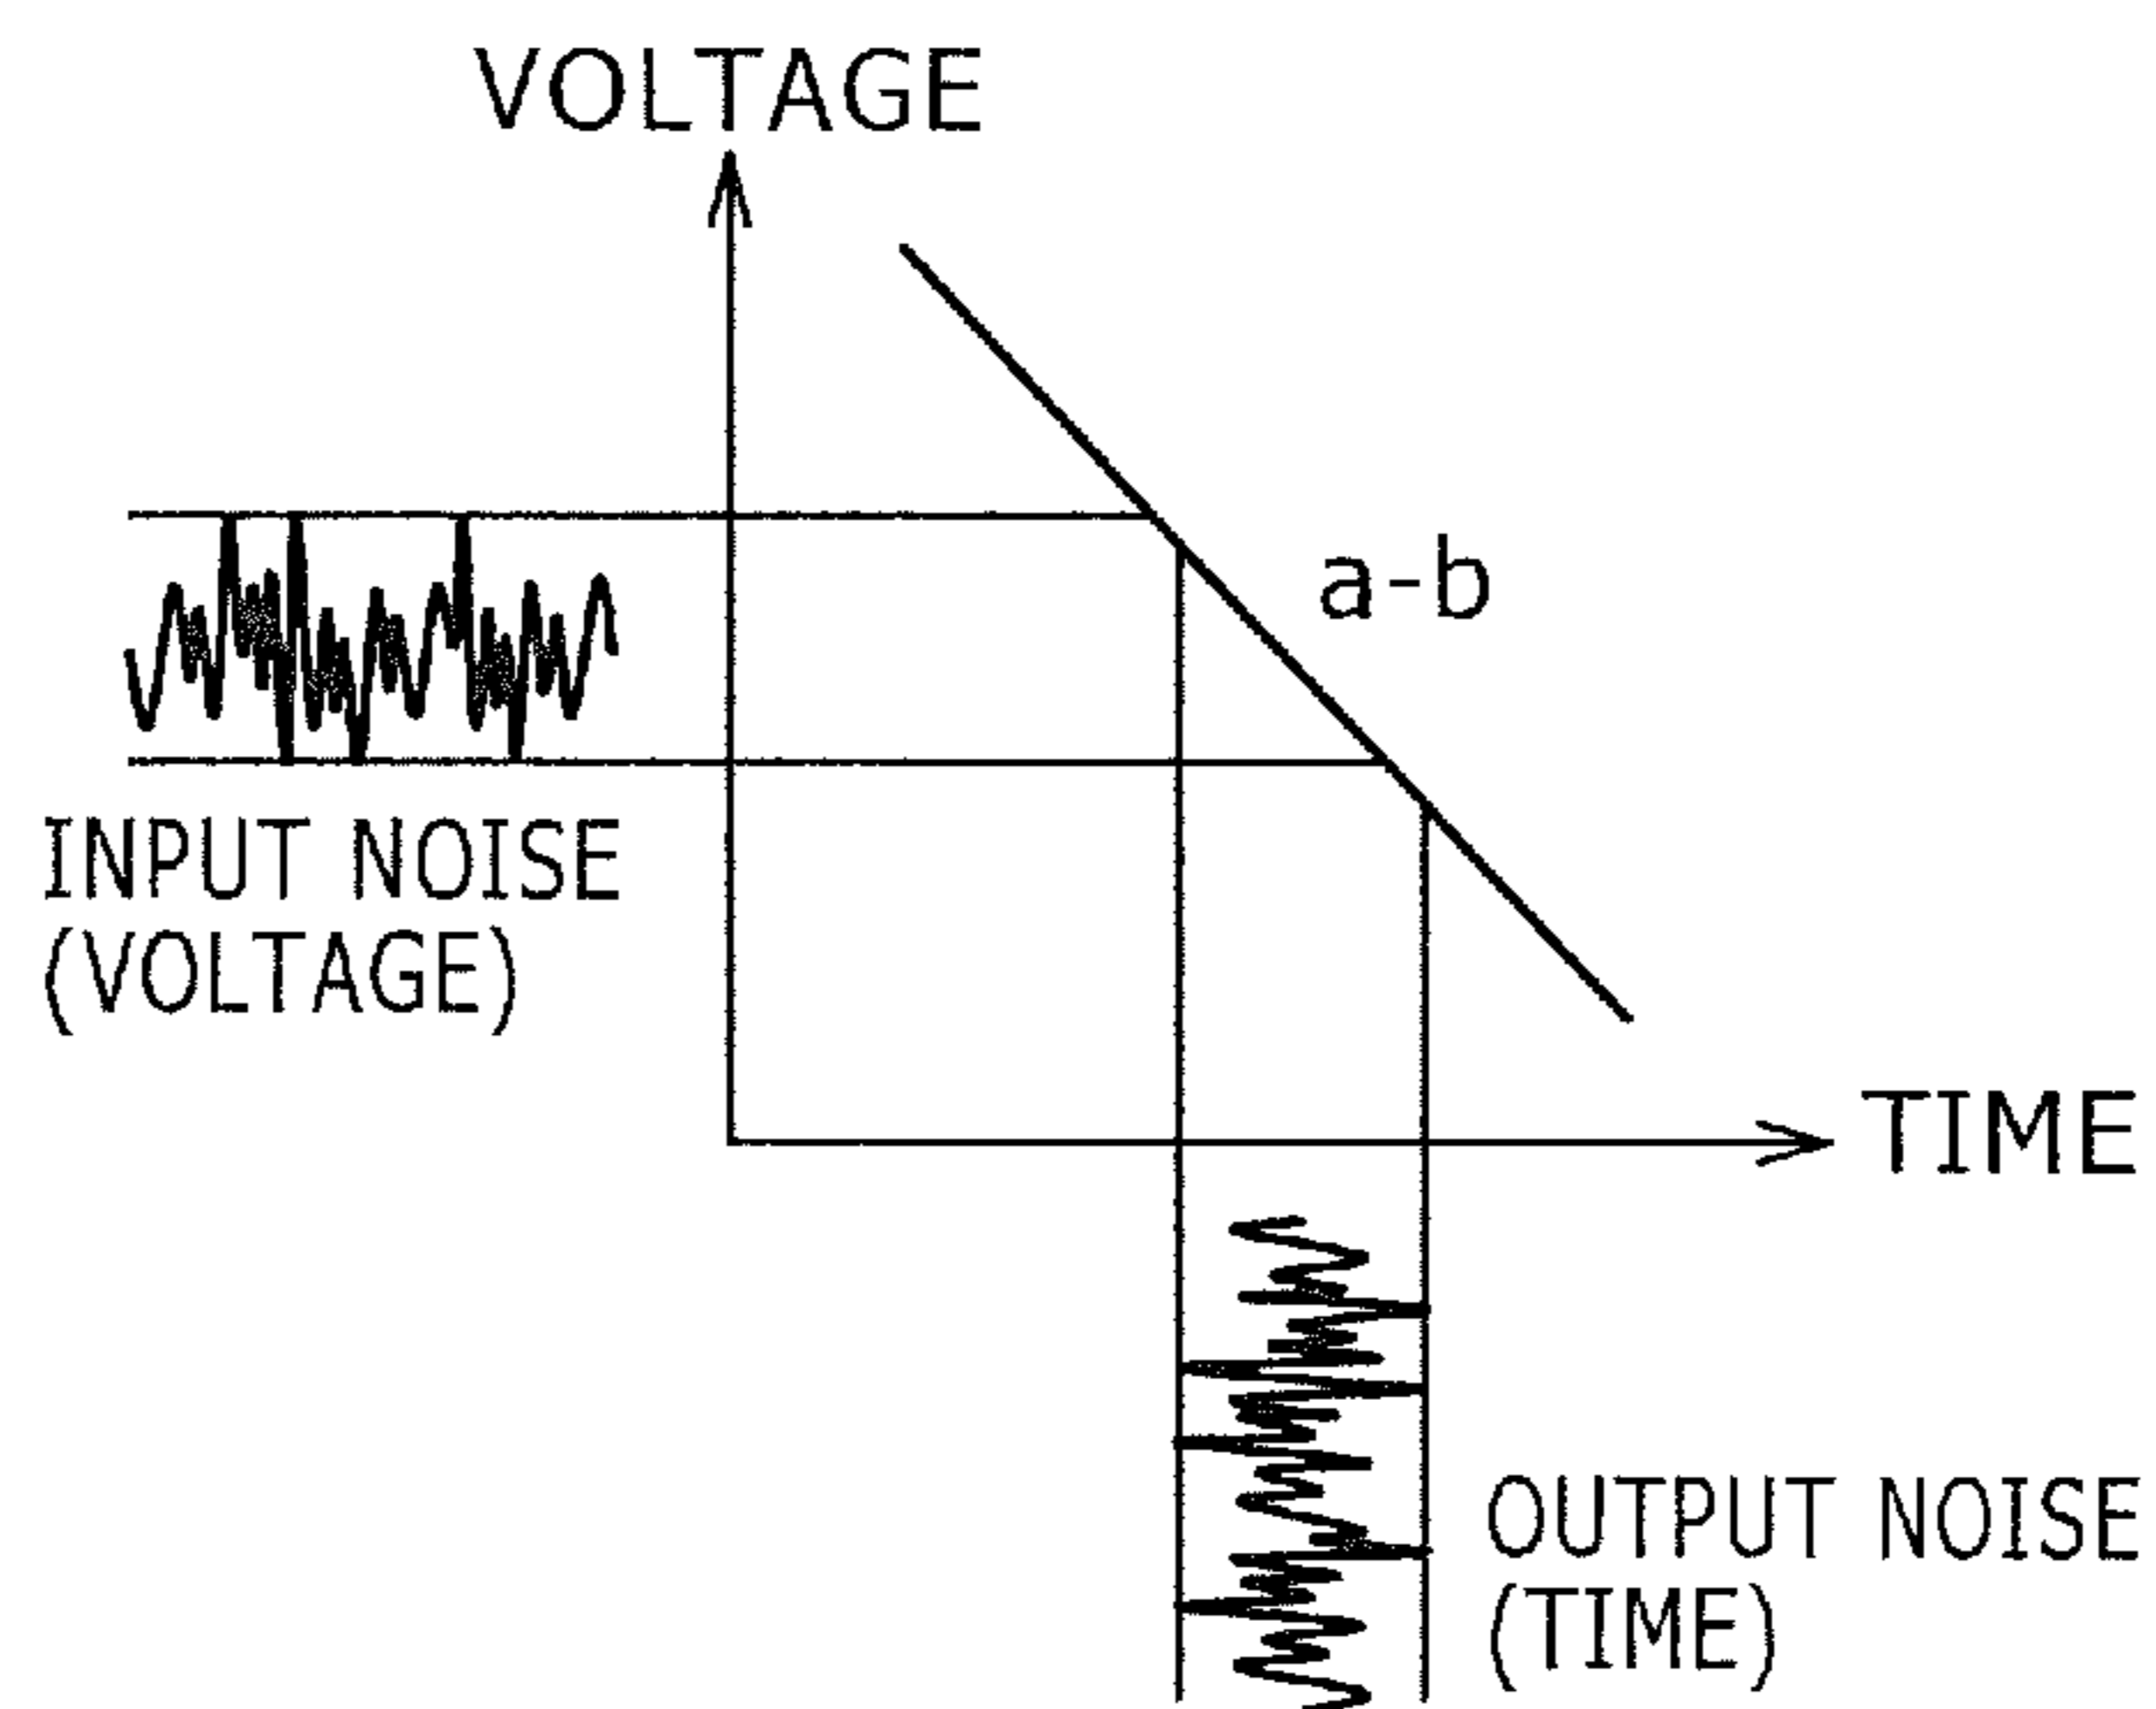 VOLTAGE
a-b
INPUT NOISE
(VOLTAGE)
TIME
OUTPUT NOISE
(TIME)